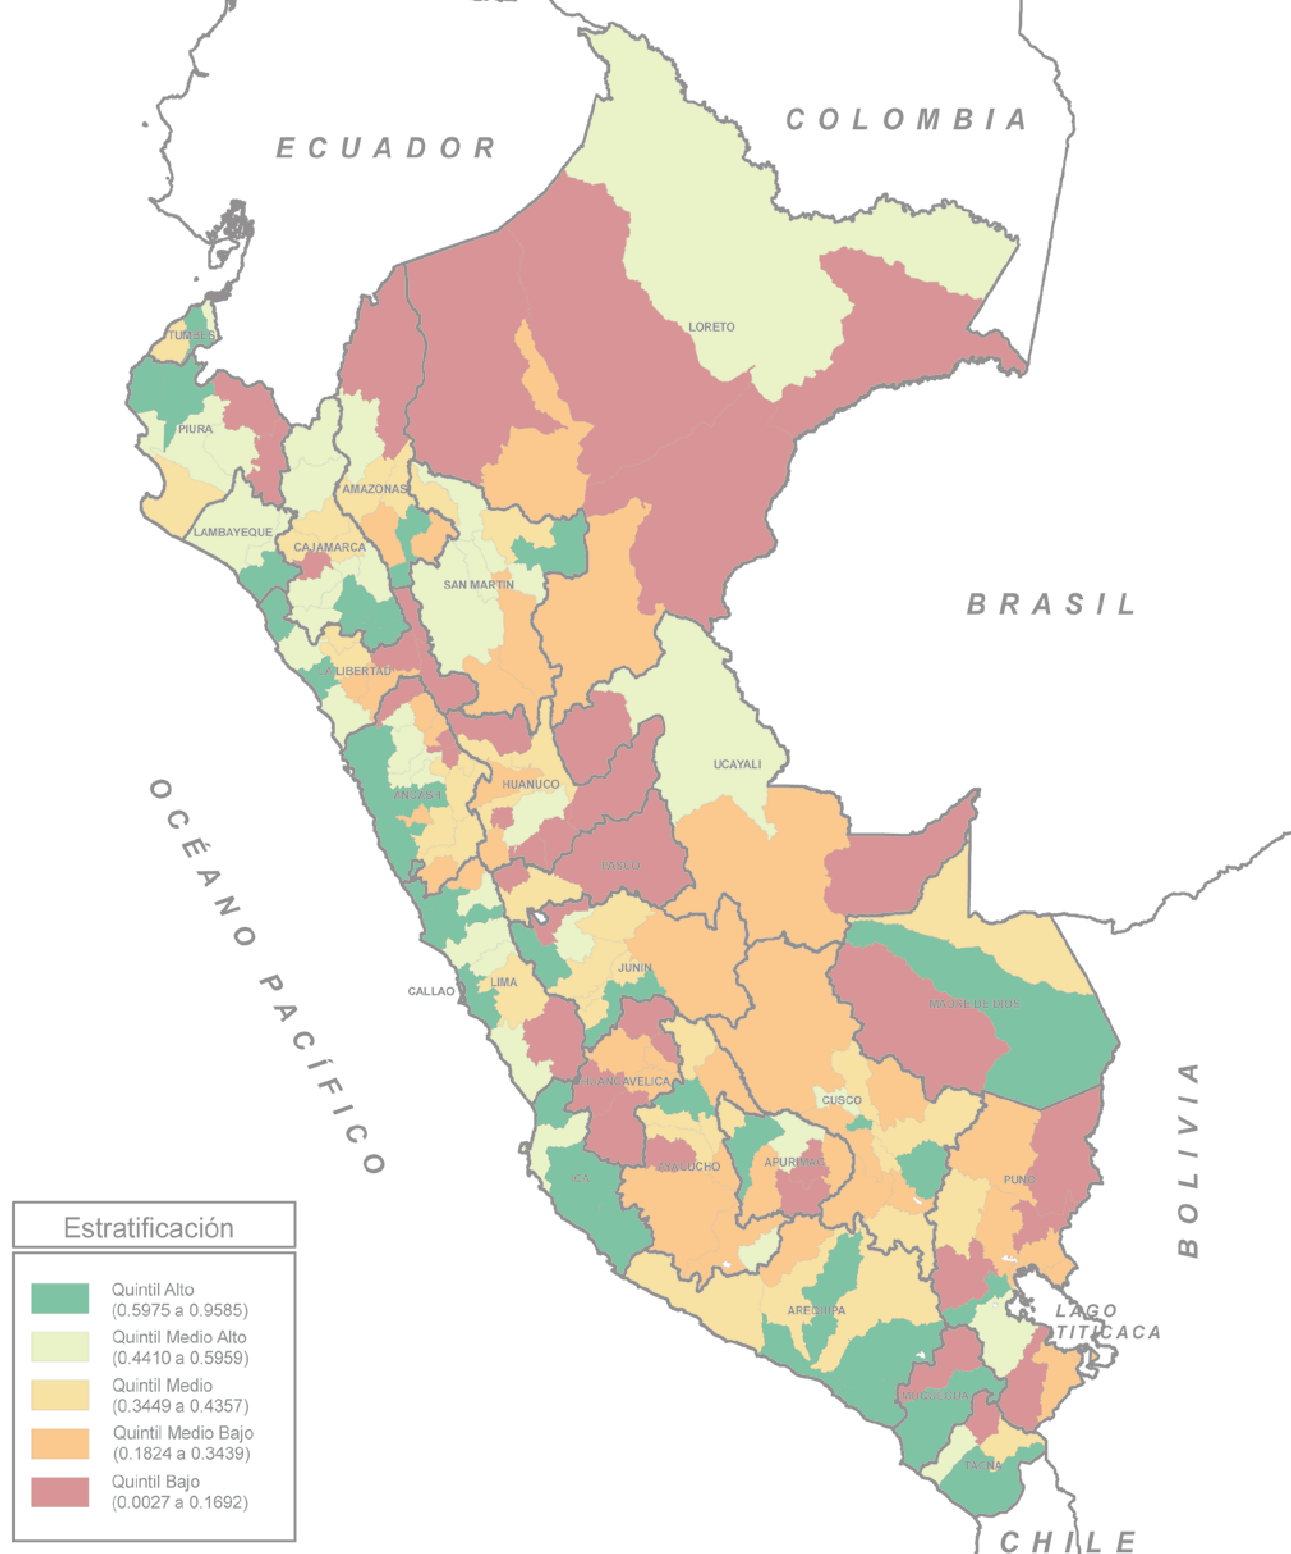 COLOMBIA
ECUADOR
LORETO
TUMBES
PIURA
AMAZONAS
LAMBAYEQUE
CAJAMARCA
SAN MARTIN
BRASIL
LA LIBERTAD
UCAYALI
HUANUCO
ANCASH
OCÉANO PACÍFICO
PASCO
JUNIN
LIMA
CALLAO
MADRE DE DIOS
HUANCAVELICA
CUSCO
AYACUCHO
APURIMAC
ICA
PUNO
BOLIVIA
Estratificación
Quintil Alto
(0.5975 a 0.9585)
Quintil Medio Alto
(0.4410 a 0.5959)
Quintil Medio
(0.3449 a 0.4357)
Quintil Medio Bajo
(0.1824 a 0.3439)
Quintil Bajo
(0.0027 a 0.1692)
AREQUIPA
LAGO
TITICACA
MOQUEGUA
TACNA
CHILE